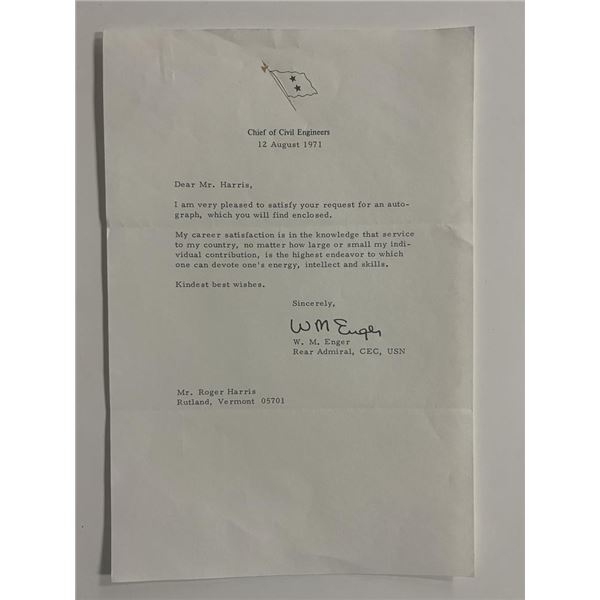 Chief of Civil Engineers
12 August 1971
Dear Mr. Harris,
I am very pleased to satisfy your request for an auto-
graph, which you will find enclosed.
My career satisfaction is in the knowledge that service
to my country, no matter how large or small my indi-
vidual contribution, is the highest endeavor to which
one can devote one's energy, intellect and skills.
Kindest best wishes.
Sincerely,
W M Enger
W. M. Enger
Rear Admiral, CEC, USN
Mr. Roger Harris
Rutland, Vermont 05701